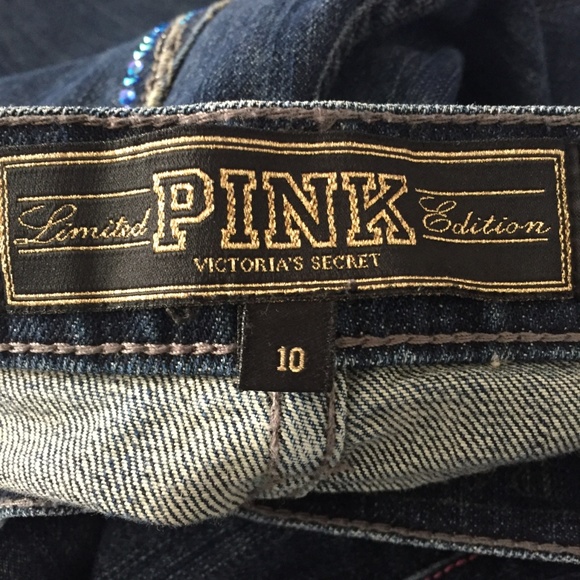 Limited PINK Edition
VICTORIA'S SECRET
10